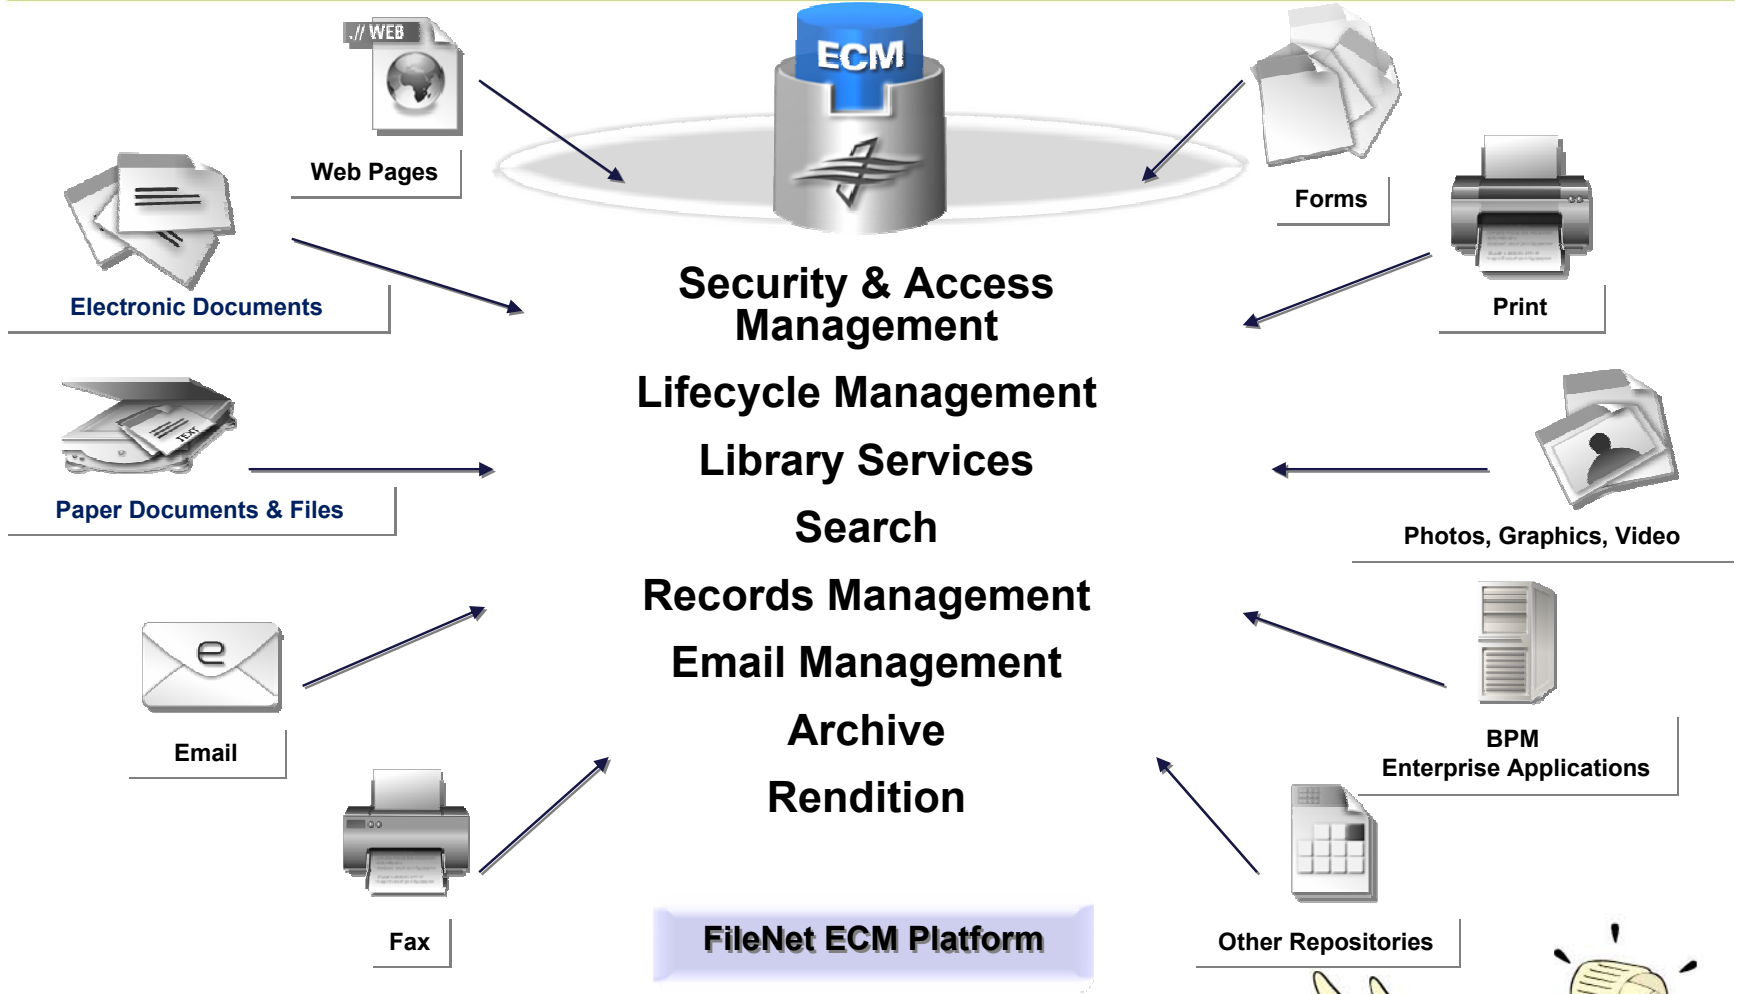 .// WEB
ECM
Web Pages
Forms
Electronic Documents
Print
Security & Access
Management
Lifecycle Management
Library Services
Search
Records Management
Email Management
Archive
Rendition
TEXT
Paper Documents & Files
Photos, Graphics, Video
e
Email
BPM
Enterprise Applications
Fax
FileNet ECM Platform
Other Repositories